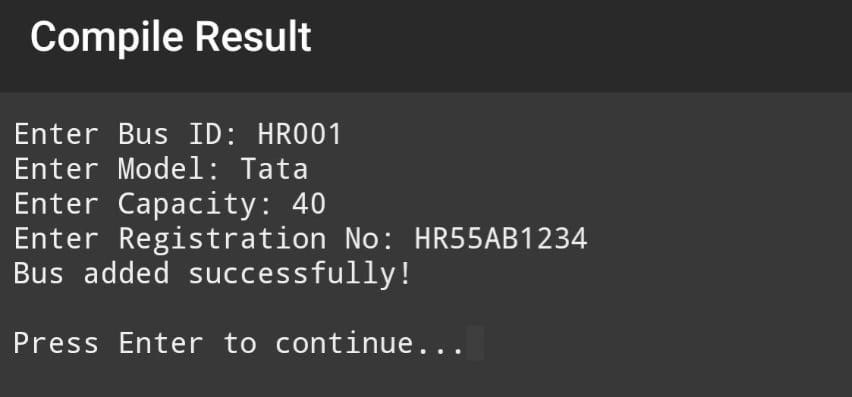 Compile Result
Enter Bus ID: HR001
Enter Model: Tata
Enter Capacity: 40
Enter Registration No: HR55AB1234
Bus added successfully!
Press Enter to continue...